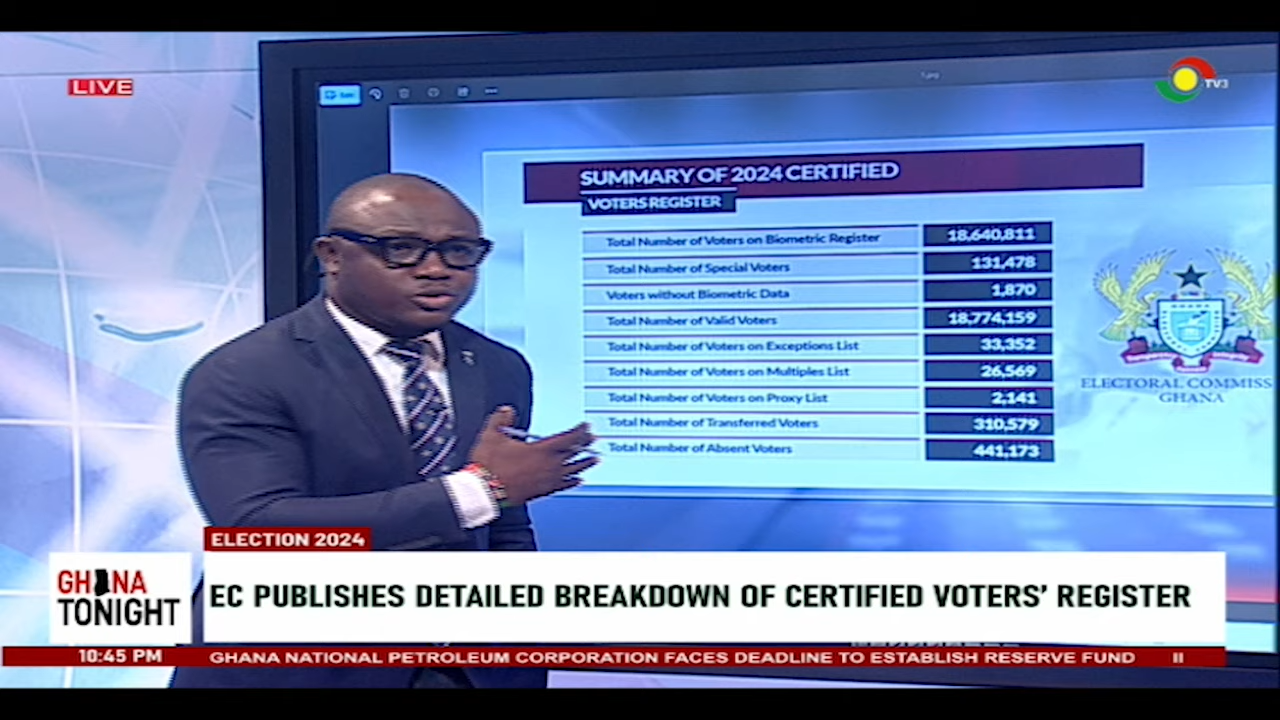 LIVE
TV3
SUMMARY OF 2024 CERTIFIED
VOTERS REGISTER
Total Number of Voters on Biometric Register 18,640,811
Total Number of Special Voters 131,478
Voters without Biometric Data 1,870
Total Number of Valid Voters 18,774,159
Total Number of Voters on Exceptions List 33,352
Total Number of Voters on Multiples List 26,569
Total Number of Voters on Proxy List 2,141
Total Number of Transferred Voters 310,579
Total Number of Absent Voters 441,173
ELECTORAL COMMISS
GHANA
ELECTION 2024
GHANA
TONIGHT
EC PUBLISHES DETAILED BREAKDOWN OF CERTIFIED VOTERS' REGISTER
10:45 PM GHANA NATIONAL PETROLEUM CORPORATION FACES DEADLINE TO ESTABLISH RESERVE FUND